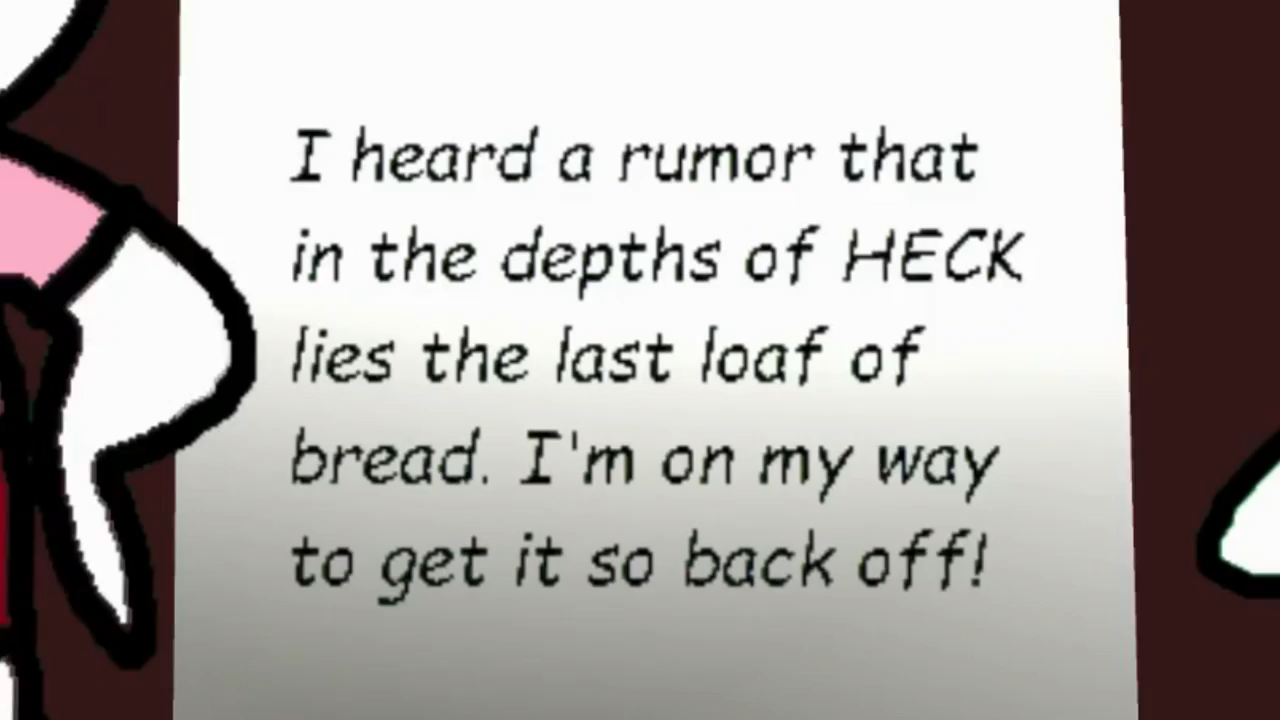 I heard a rumor that
in the depths of HECK
lies the last loaf of
bread. I'm on my way
to get it so back off!